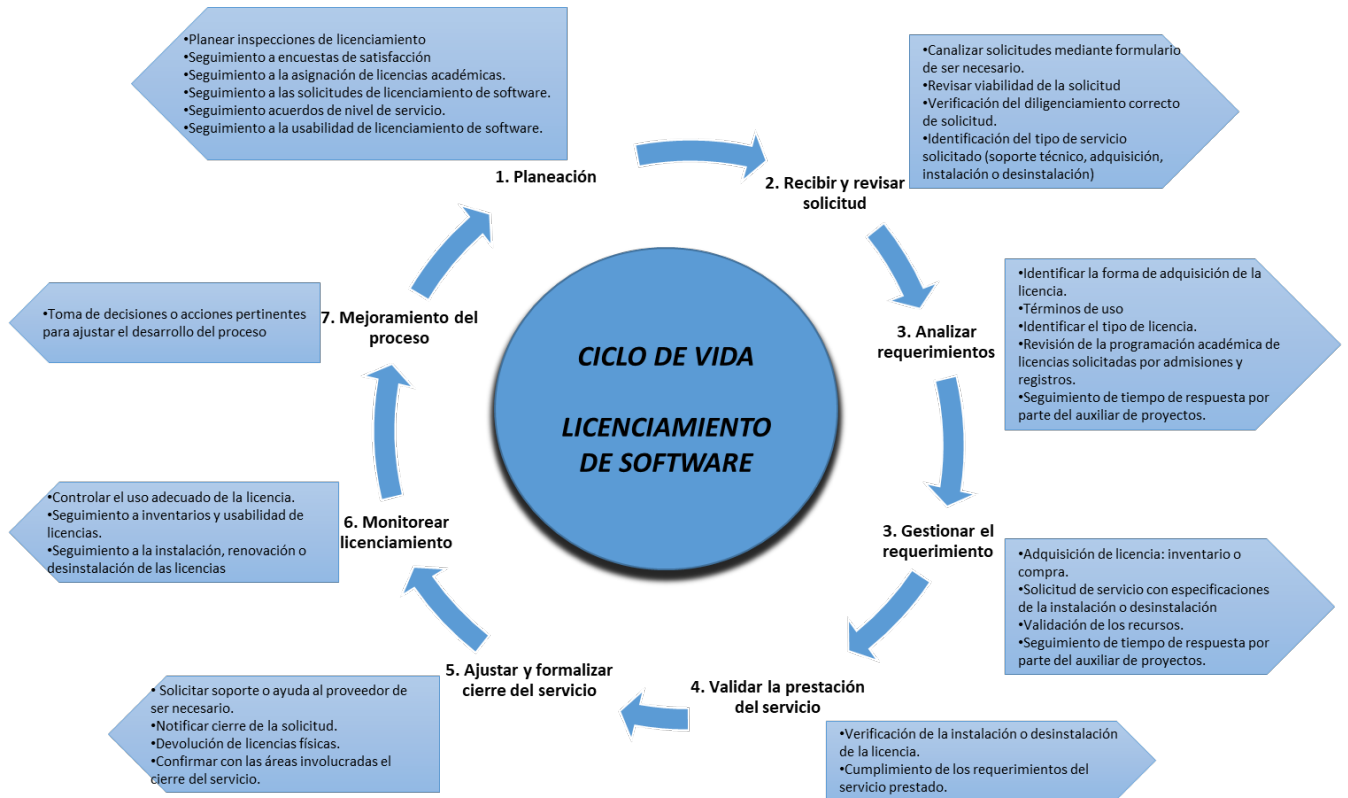 •Planear inspecciones de licenciamiento
•Seguimiento a encuestas de satisfacción
•Seguimiento a la asignación de licencias académicas.
•Seguimiento a las solicitudes de licenciamiento de software.
•Seguimiento acuerdos de nivel de servicio.
•Seguimiento a la usabilidad de licenciamiento de software.
1. Planeación
•Canalizar solicitudes mediante formulario
de ser necesario.
•Revisar viabilidad de la solicitud
•Verificación del diligenciamiento correcto
de solicitud.
•Identificación del tipo de servicio
solicitado (soporte técnico, adquisición,
instalación o desinstalación)
2. Recibir y revisar
solicitud
•Identificar la forma de adquisición de la
licencia.
•Términos de uso
•Identificar el tipo de licencia.
•Revisión de la programación académica de
licencias solicitadas por admisiones y
registros.
•Seguimiento de tiempo de respuesta por
parte del auxiliar de proyectos.
3. Analizar
requerimientos
3. Gestionar el
requerimiento
•Adquisición de licencia: inventario o
compra.
•Solicitud de servicio con especificaciones
de la instalación o desinstalación
•Validación de los recursos.
•Seguimiento de tiempo de respuesta por
parte del auxiliar de proyectos.
4. Validar la prestación
del servicio
•Verificación de la instalación o desinstalación
de la licencia.
•Cumplimiento de los requerimientos del
servicio prestado.
5. Ajustar y formalizar
cierre del servicio
• Solicitar soporte o ayuda al proveedor de
ser necesario.
•Notificar cierre de la solicitud.
•Devolución de licencias físicas.
•Confirmar con las áreas involucradas el
cierre del servicio.
6. Monitorear
licenciamiento
•Controlar el uso adecuado de la licencia.
•Seguimiento a inventarios y usabilidad de
licencias.
•Seguimiento a la instalación, renovación o
desinstalación de las licencias
7. Mejoramiento del
proceso
•Toma de decisiones o acciones pertinentes
para ajustar el desarrollo del proceso
CICLO DE VIDA
LICENCIAMIENTO
DE SOFTWARE